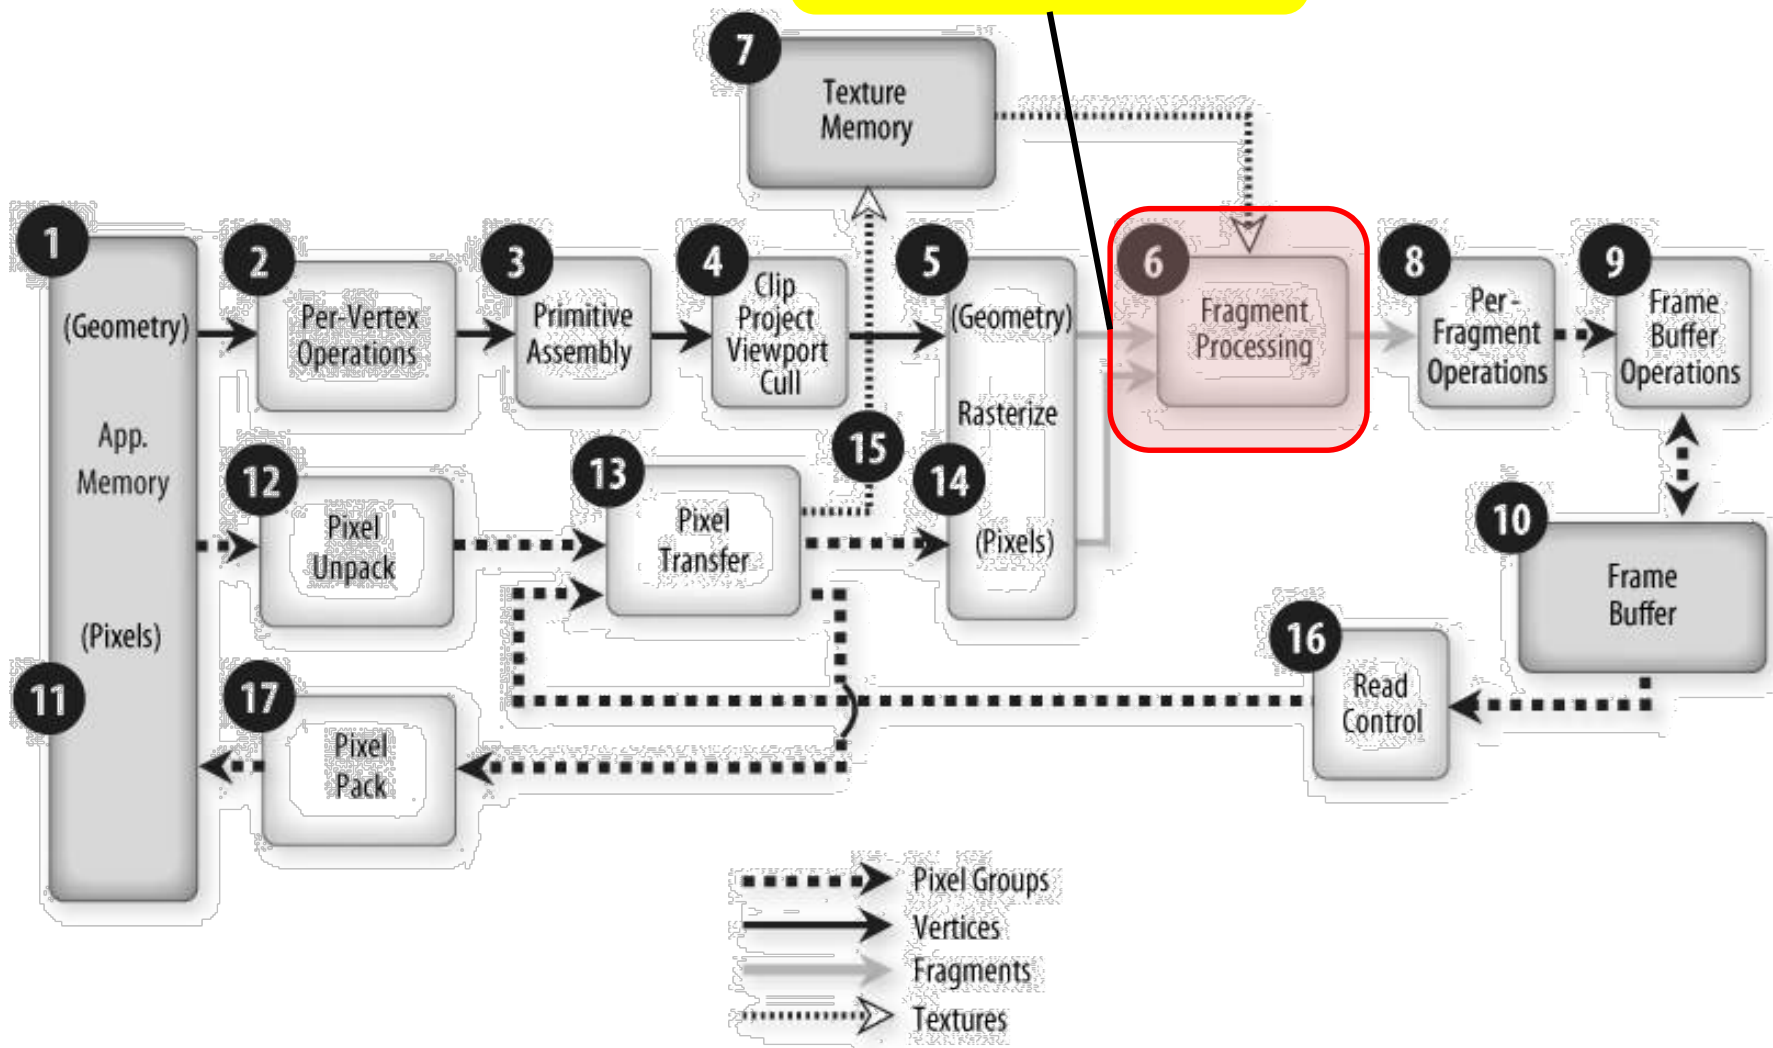 7
Texture
Memory
1
(Geometry)
App.
Memory
(Pixels)
11
2
Per-Vertex
Operations
3
Primitive
Assembly
4
Clip
Project
Viewport
Cull
5
(Geometry)
Rasterize
14
(Pixels)
6
Fragment
Processing
8
Per-
Fragment
Operations
9
Frame
Buffer
Operations
12
Pixel
Unpack
13
Pixel
Transfer
15
10
Frame
Buffer
16
Read
Control
17
Pixel
Pack
Pixel Groups
Vertices
Fragments
Textures